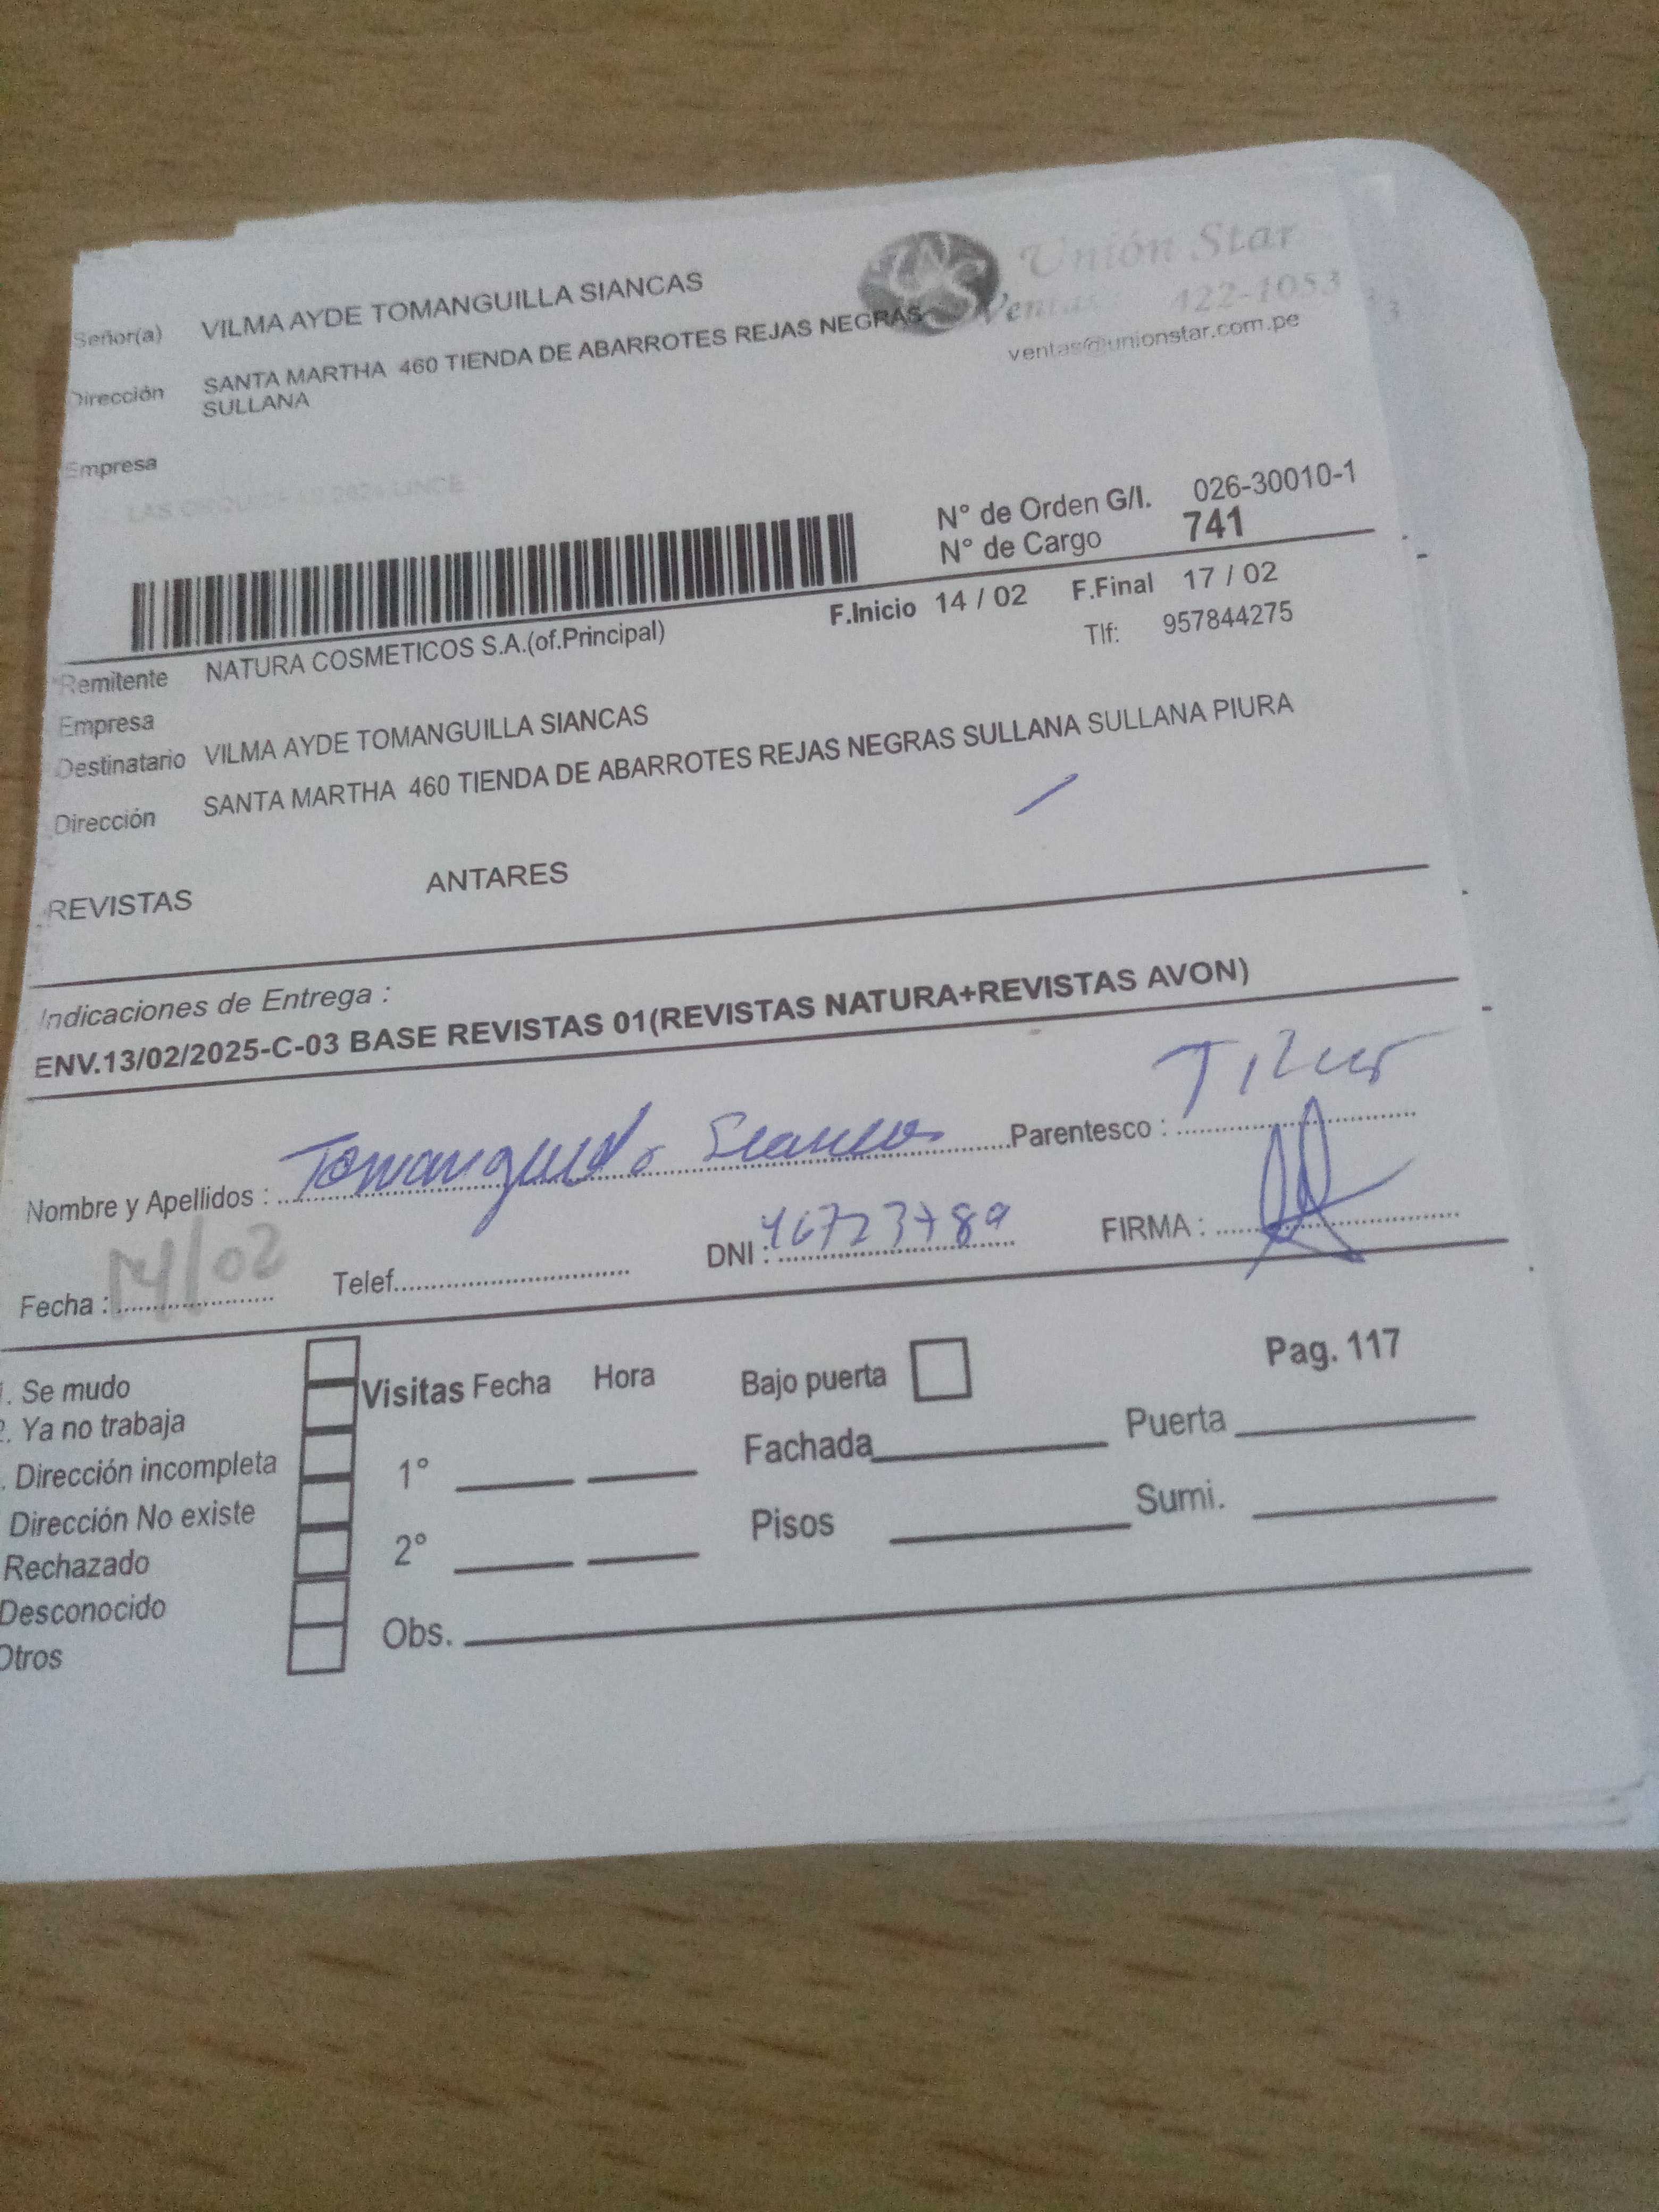 Unión Star
Señor(a) VILMA AYDE TOMANGUILLA SIANCAS
Ventas 422-1053
Dirección SANTA MARTHA 460 TIENDA DE ABARROTES REJAS NEGRAS
SULLANA
ventas@unionstar.com.pe
Empresa
N° de Orden G/I. 026-30010-1
N° de Cargo 741
F.Inicio 14 / 02 F.Final 17 / 02
Remitente NATURA COSMETICOS S.A.(of.Principal) Tlf: 957844275
Empresa
Destinatario VILMA AYDE TOMANGUILLA SIANCAS
Dirección SANTA MARTHA 460 TIENDA DE ABARROTES REJAS NEGRAS SULLANA SULLANA PIURA
REVISTAS ANTARES
Indicaciones de Entrega :
ENV.13/02/2025-C-03 BASE REVISTAS 01(REVISTAS NATURA+REVISTAS AVON)
Nombre y Apellidos : Parentesco :
Fecha : 14/02 Telef. DNI : 46723789 FIRMA :
1. Se mudo Visitas Fecha Hora Bajo puerta Pag. 117
2. Ya no trabaja
. Dirección incompleta 1° Fachada Puerta
Dirección No existe
Rechazado 2° Pisos Sumi.
Desconocido
Otros Obs.